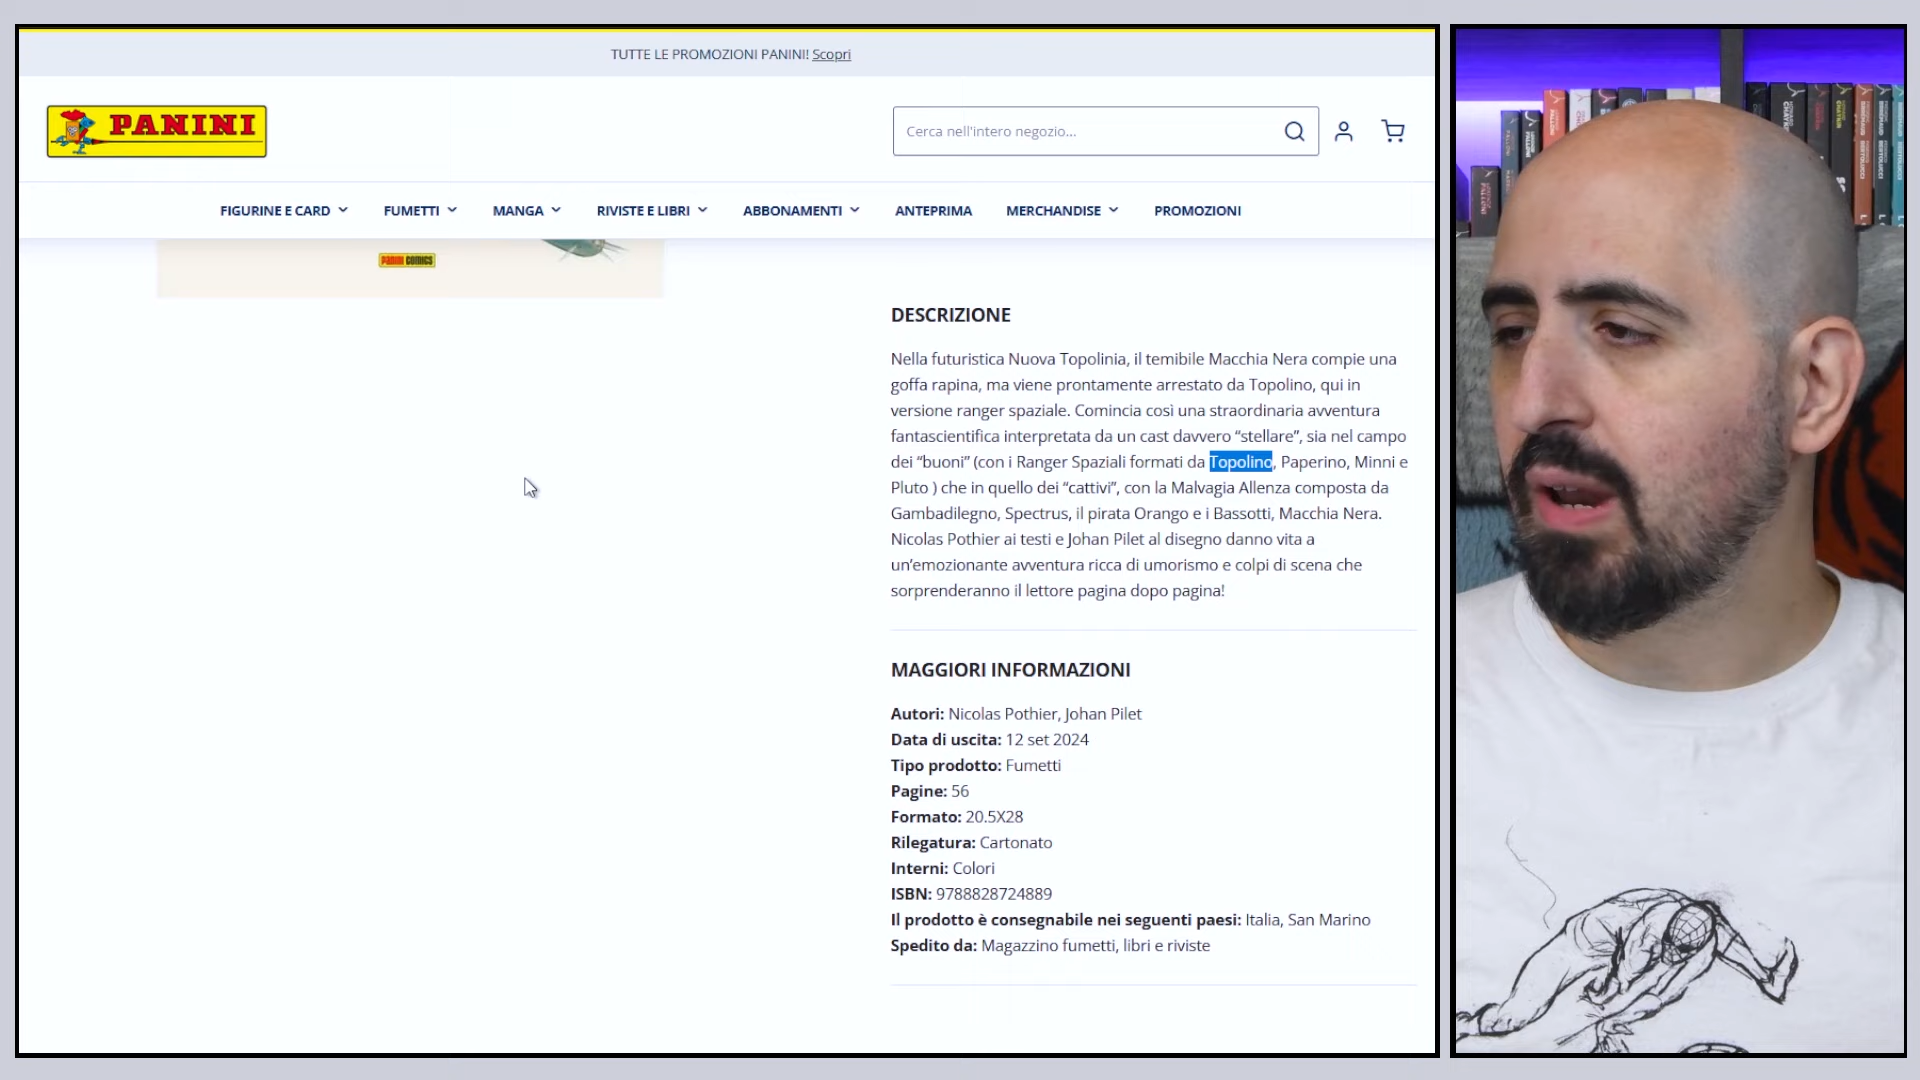 TUTTE LE PROMOZIONI PANINI! Scopri
PANINI
Cerca nell'intero negozio...
FIGURINE E CARD
FUMETTI
MANGA
RIVISTE E LIBRI
ABBONAMENTI
ANTEPRIMA
MERCHANDISE
PROMOZIONI
PANINI COMICS
DESCRIZIONE
Nella futuristica Nuova Topolinia, il temibile Macchia Nera compie una
goffa rapina, ma viene prontamente arrestato da Topolino, qui in
versione ranger spaziale. Comincia così una straordinaria avventura
fantascientifica interpretata da un cast davvero “stellare”, sia nel campo
dei “buoni” (con i Ranger Spaziali formati da Topolino, Paperino, Minni e
Pluto ) che in quello dei “cattivi”, con la Malvagia Allenza composta da
Gambadilegno, Spectrus, il pirata Orango e i Bassotti, Macchia Nera.
Nicolas Pothier ai testi e Johan Pilet al disegno danno vita a
un’emozionante avventura ricca di umorismo e colpi di scena che
sorprenderanno il lettore pagina dopo pagina!
MAGGIORI INFORMAZIONI
Autori: Nicolas Pothier, Johan Pilet
Data di uscita: 12 set 2024
Tipo prodotto: Fumetti
Pagine: 56
Formato: 20.5X28
Rilegatura: Cartonato
Interni: Colori
ISBN: 9788828724889
Il prodotto è consegnabile nei seguenti paesi: Italia, San Marino
Spedito da: Magazzino fumetti, libri e riviste